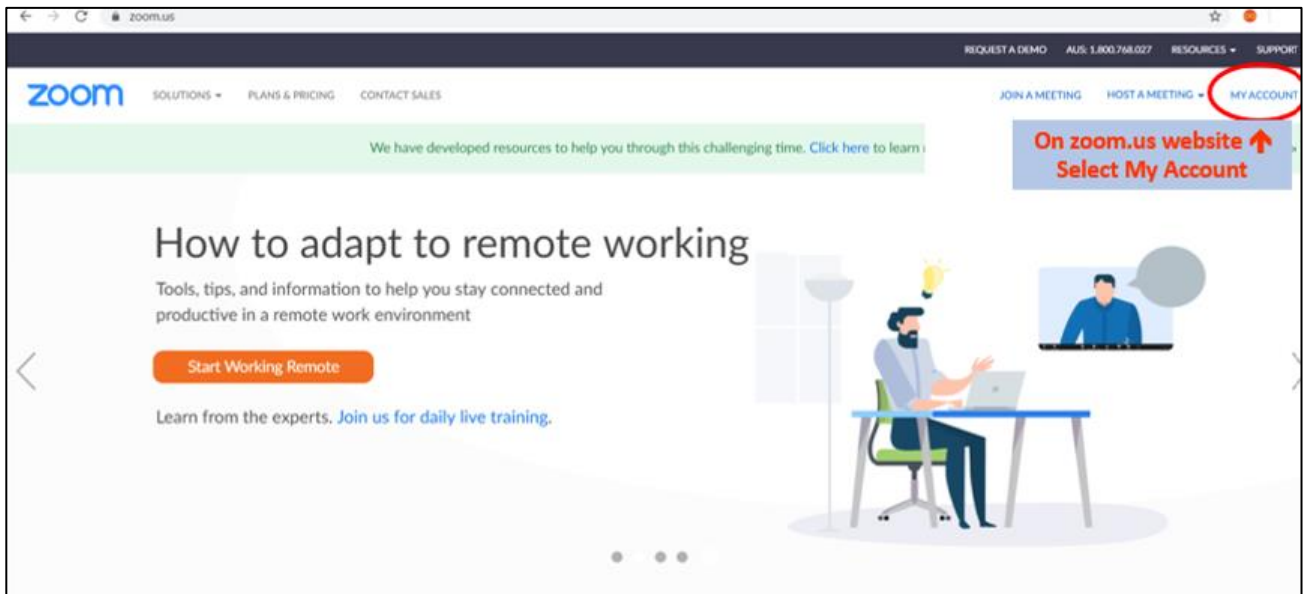 zoom.us
REQUEST A DEMO AUS: 1.800.768.027 RESOURCES SUPPORT
zoom SOLUTIONS PLANS & PRICING CONTACT SALES JOIN A MEETING HOST A MEETING MY ACCOUNT
We have developed resources to help you through this challenging time. Click here to learn
On zoom.us website ↑
Select My Account
How to adapt to remote working
Tools, tips, and information to help you stay connected and
productive in a remote work environment
Start Working Remote
Learn from the experts. Join us for daily live training.